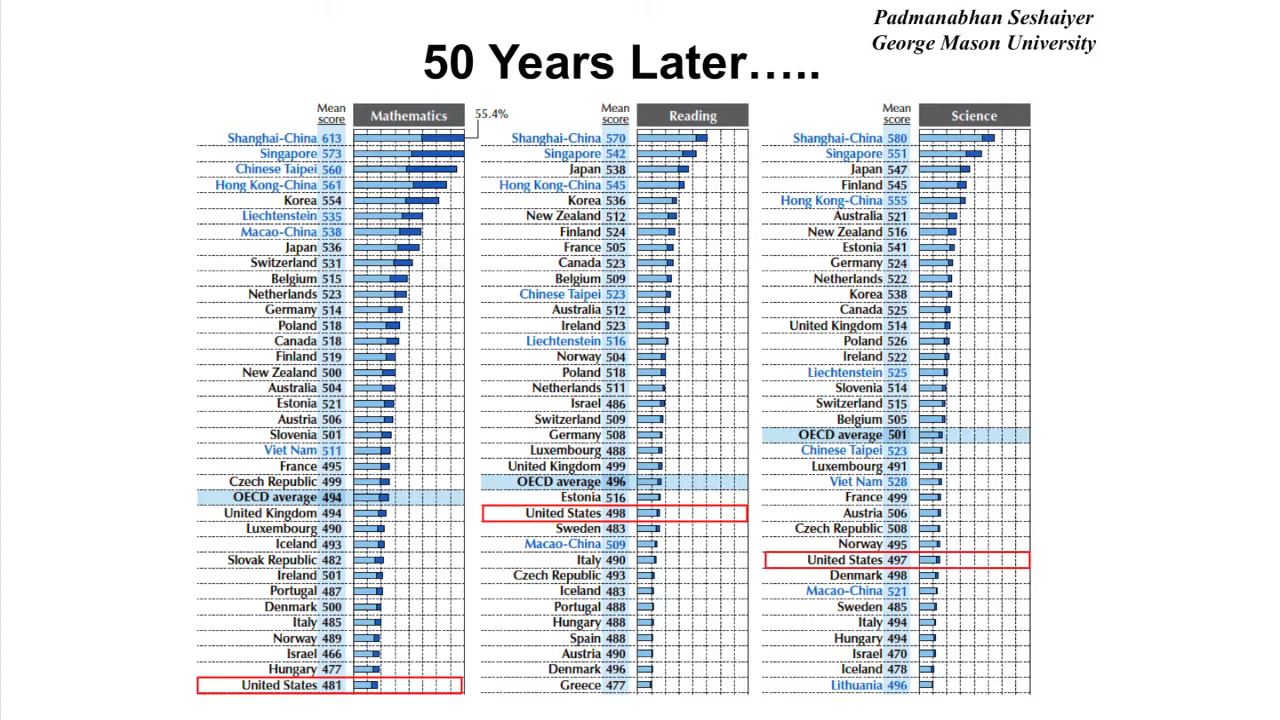 Padmanabhan Seshaiyer
George Mason University
50 Years Later…..
Mean score
Mathematics
55.4%
Shanghai-China 613
Singapore 573
Chinese Taipei 560
Hong Kong-China 561
Korea 554
Liechtenstein 535
Macao-China 538
Japan 536
Switzerland 531
Belgium 515
Netherlands 523
Germany 514
Poland 518
Canada 518
Finland 519
New Zealand 500
Australia 504
Estonia 521
Austria 506
Slovenia 501
Viet Nam 511
France 495
Czech Republic 499
OECD average 494
United Kingdom 494
Luxembourg 490
Iceland 493
Slovak Republic 482
Ireland 501
Portugal 487
Denmark 500
Italy 485
Norway 489
Israel 466
Hungary 477
United States 481
Mean score
Reading
Shanghai-China 570
Singapore 542
Japan 538
Hong Kong-China 545
Korea 536
New Zealand 512
Finland 524
France 505
Canada 523
Belgium 509
Chinese Taipei 523
Australia 512
Ireland 523
Liechtenstein 516
Norway 504
Poland 518
Netherlands 511
Israel 486
Switzerland 509
Germany 508
Luxembourg 488
United Kingdom 499
OECD average 496
Estonia 516
United States 498
Sweden 483
Macao-China 509
Italy 490
Czech Republic 493
Iceland 483
Portugal 488
Hungary 488
Spain 488
Austria 490
Denmark 496
Greece 477
Mean score
Science
Shanghai-China 580
Singapore 551
Japan 547
Finland 545
Hong Kong-China 555
Australia 521
New Zealand 516
Estonia 541
Germany 524
Netherlands 522
Korea 538
Canada 525
United Kingdom 514
Poland 526
Ireland 522
Liechtenstein 525
Slovenia 514
Switzerland 515
Belgium 505
OECD average 501
Chinese Taipei 523
Luxembourg 491
Viet Nam 528
France 499
Austria 506
Czech Republic 508
Norway 495
United States 497
Denmark 498
Macao-China 521
Sweden 485
Italy 494
Hungary 494
Israel 470
Iceland 478
Lithuania 496